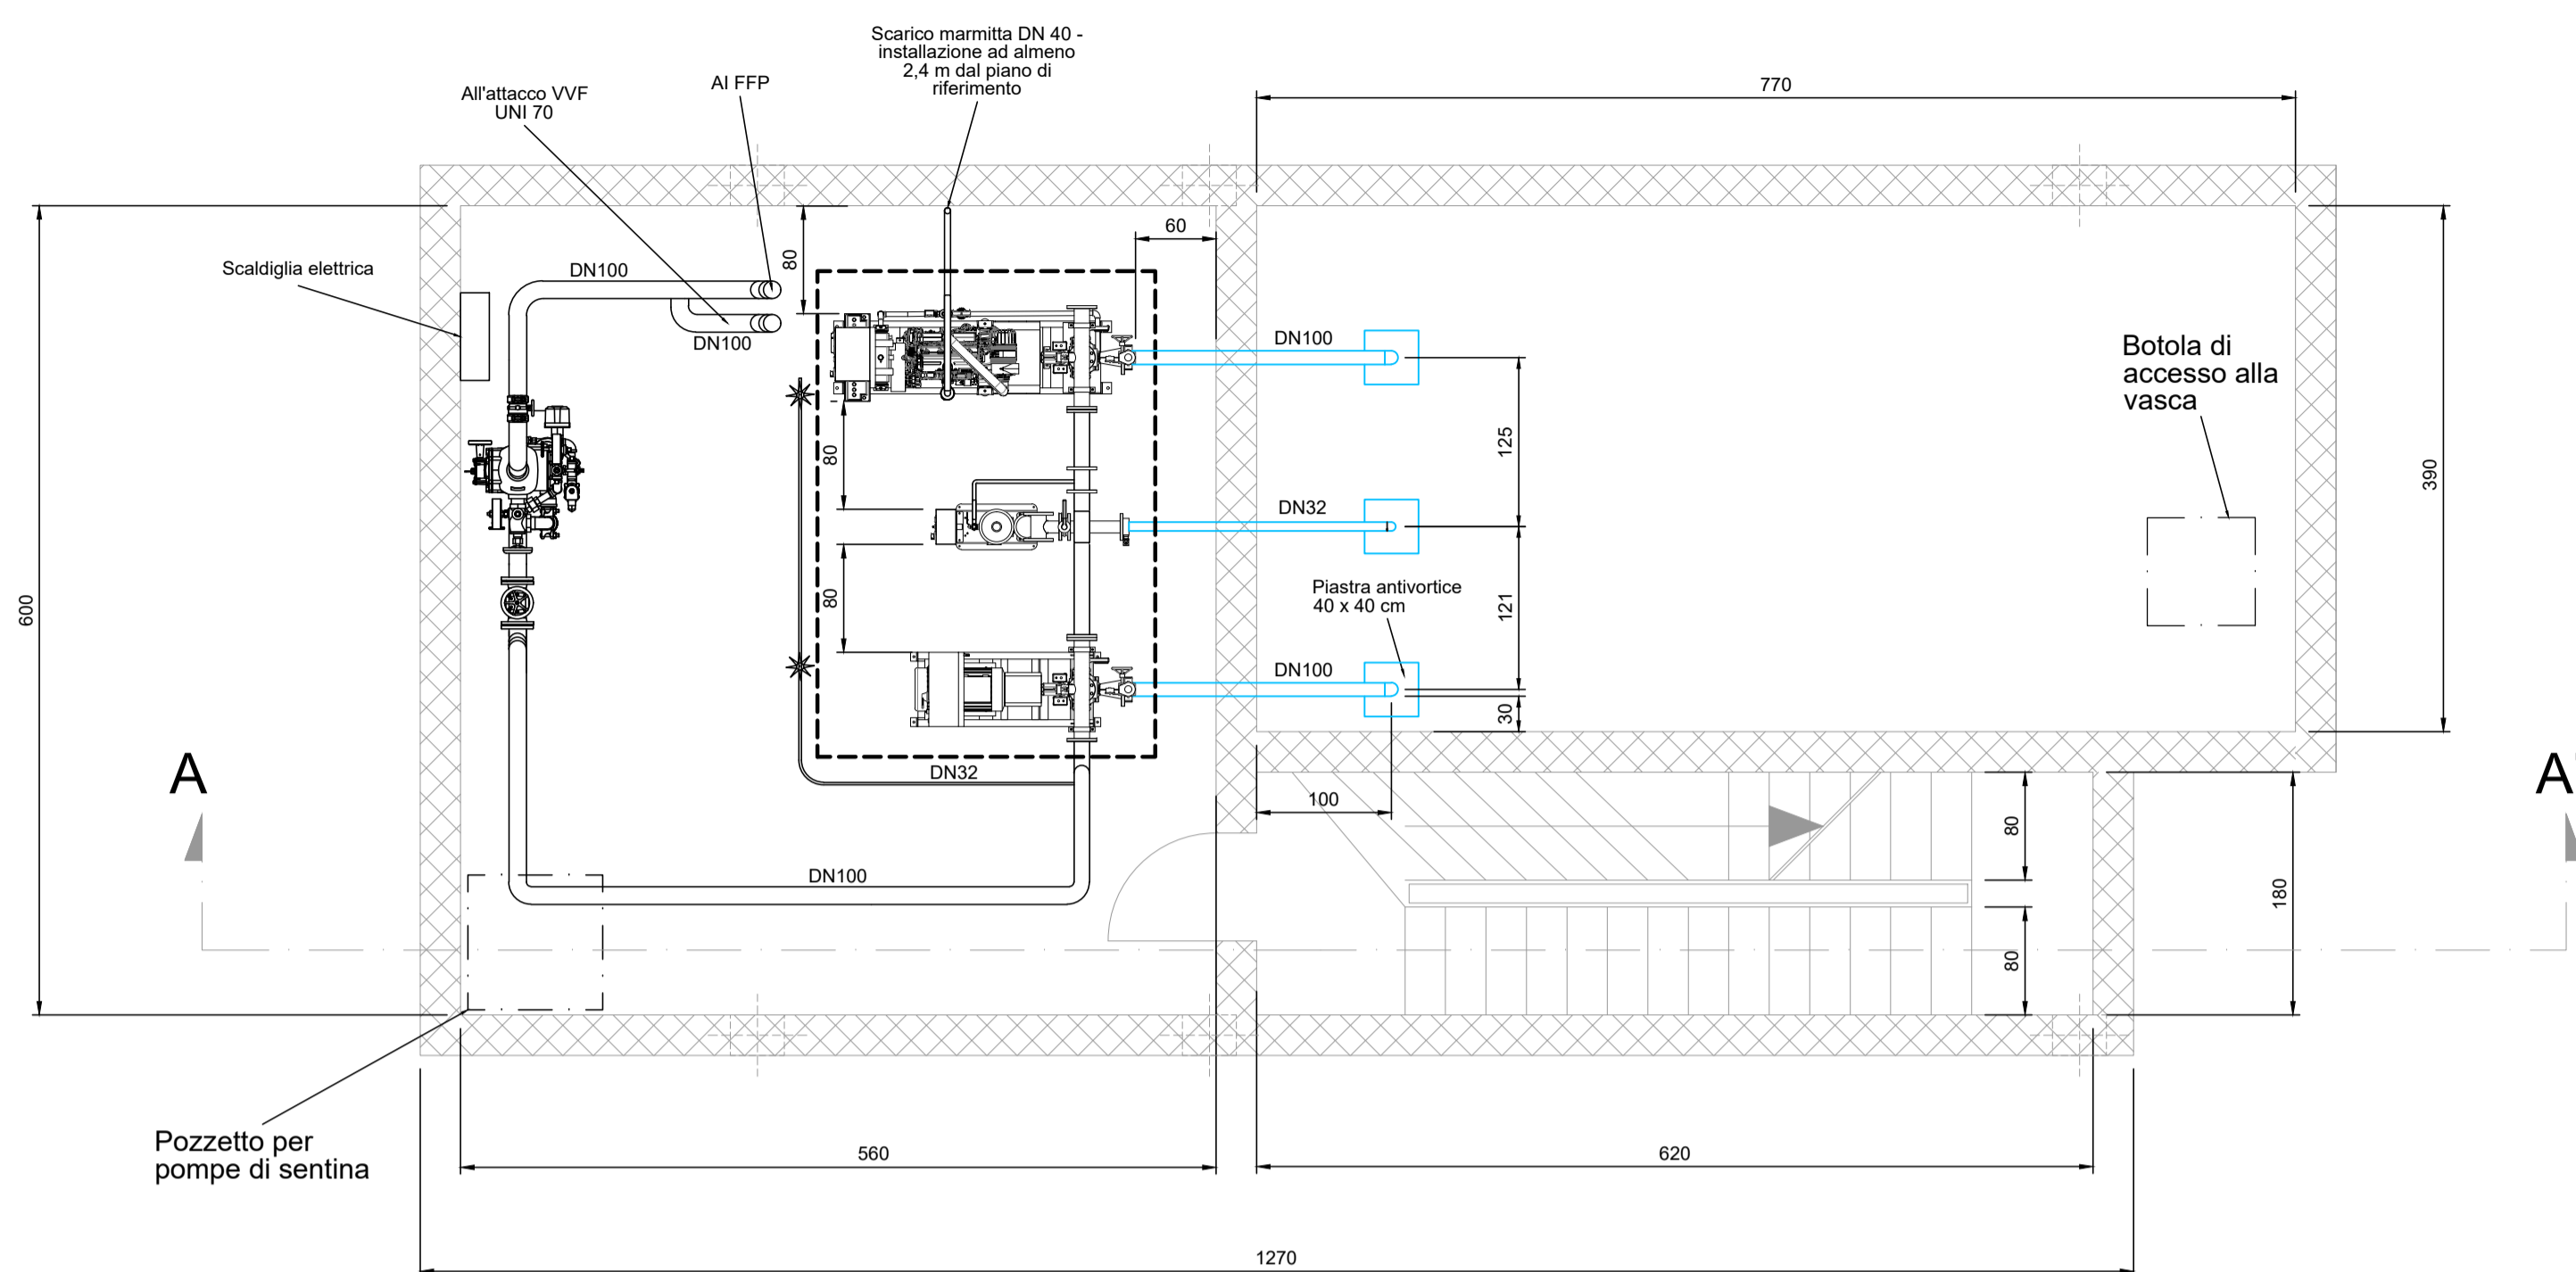 Scarico marmitta DN 40 -
installazione ad almeno
2,4 m dal piano di
riferimento
All'attacco VVF
UNI 70
Al FFP
770
Scaldiglia elettrica
DN100
DN100
80
60
DN100
Botola di
accesso alla
vasca
125
390
80
DN32
600
80
Piastra antivortice
40 x 40 cm
121
DN100
30
A
DN32
A'
100
80
DN100
180
80
Pozzetto per
pompe di sentina
560
620
1270